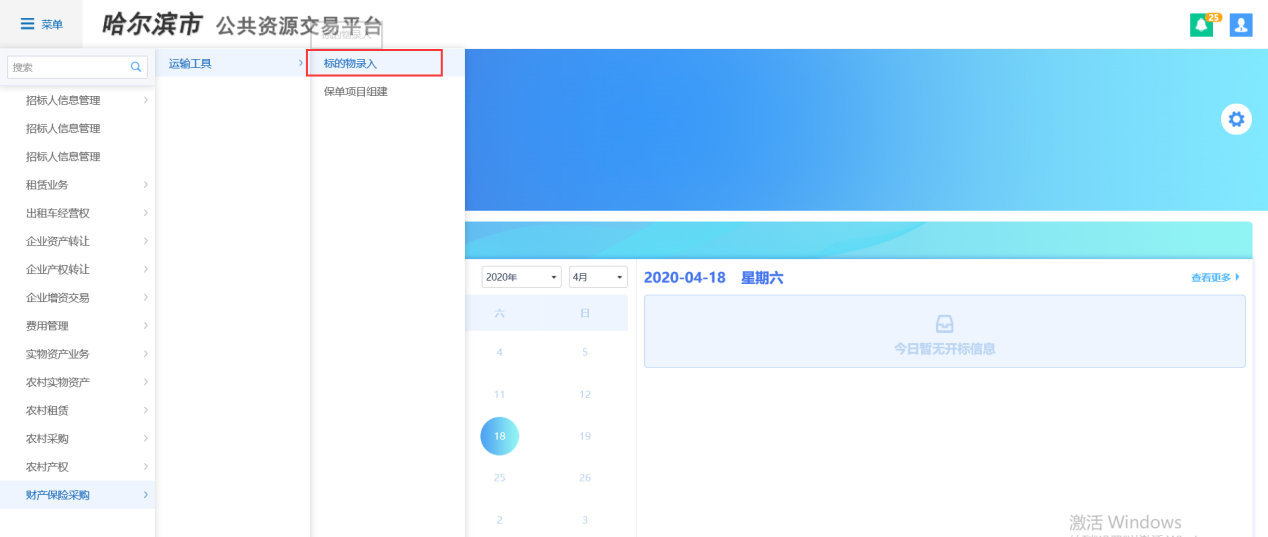 菜单
哈尔滨市 公共资源交易平台
25
标的物录入
搜索
招标人信息管理
招标人信息管理
招标人信息管理
租赁业务
出租车经营权
企业资产转让
企业产权转让
企业增资交易
费用管理
实物资产业务
农村实物资产
农村租赁
农村采购
农村产权
财产保险采购
运输工具
标的物录入
保单项目组建
2020年 4月
六 日
4 5
11 12
18 19
25 26
2 3
2020-04-18 星期六
查看更多
今日暂无开标信息
激活 Windows